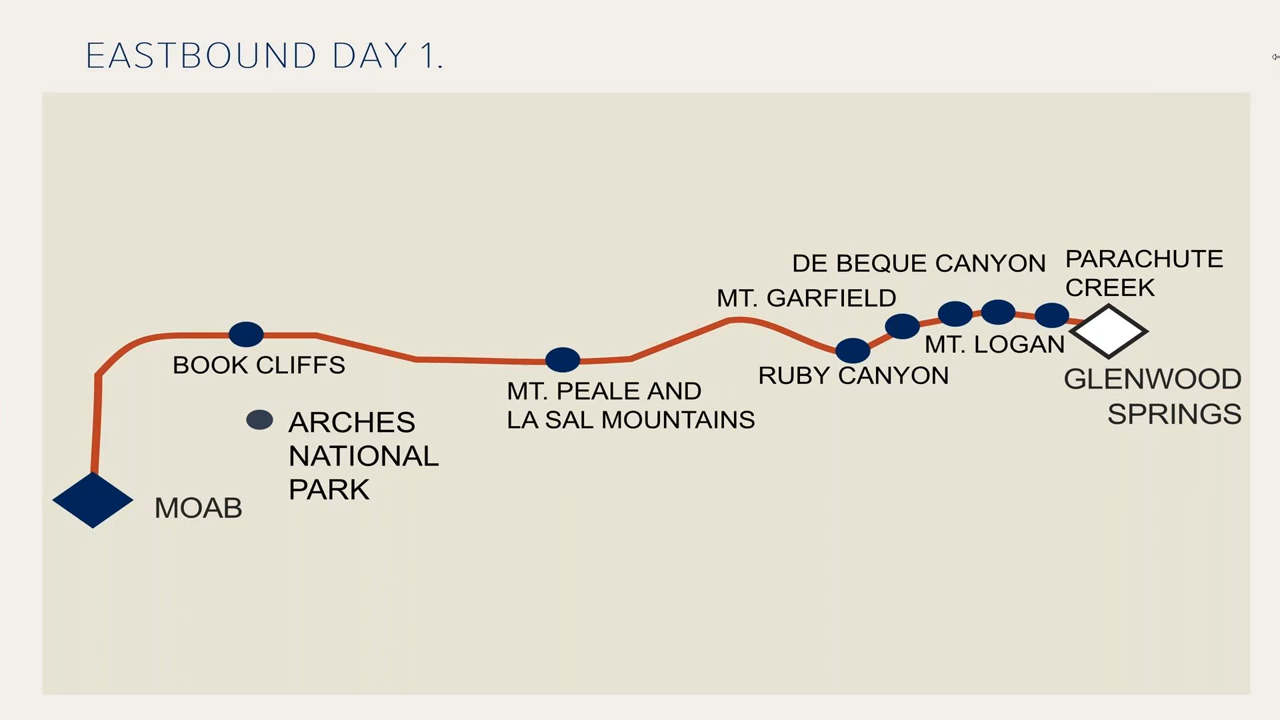 EASTBOUND DAY 1.
DE BEQUE CANYON
PARACHUTE
CREEK
MT. GARFIELD
BOOK CLIFFS
MT. LOGAN
RUBY CANYON
MT. PEALE AND
LA SAL MOUNTAINS
GLENWOOD
SPRINGS
ARCHES
NATIONAL
PARK
MOAB